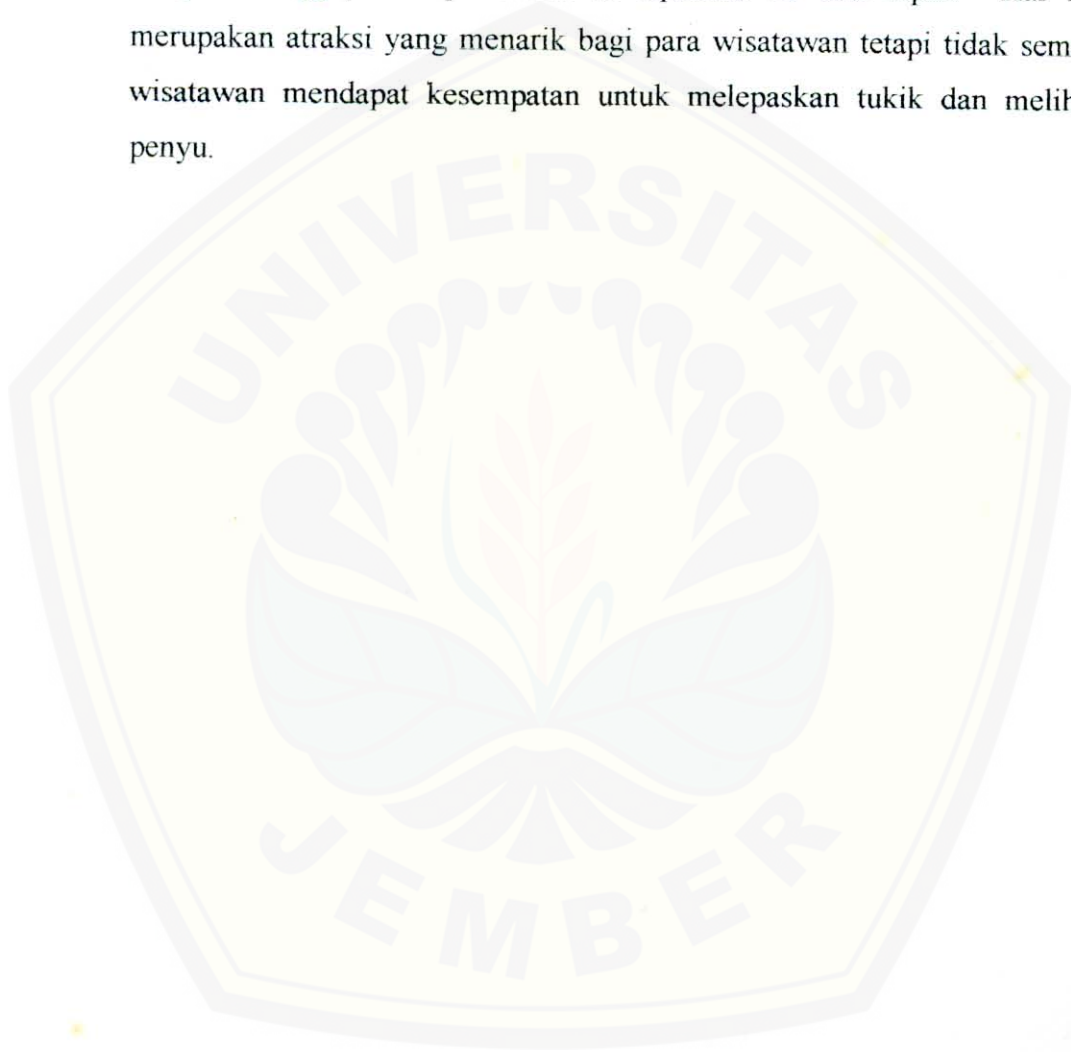 merupakan atraksi yang menarik bagi para wisatawan tetapi tidak sem
wisatawan mendapat kesempatan untuk melepaskan tukik dan melih
penyu.
UNIVERSITAS
JEMBER